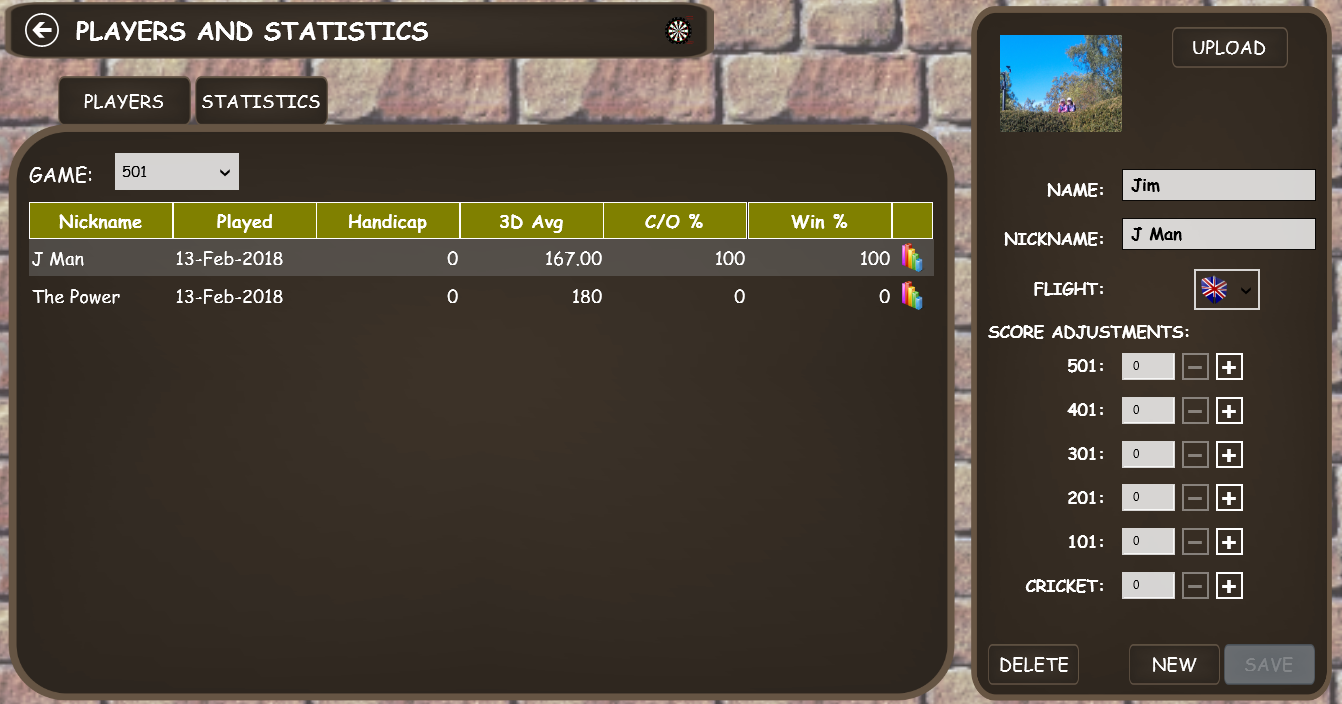 PLAYERS AND STATISTICS
PLAYERS STATISTICS
GAME: 501
Nickname Played Handicap 3D Avg C/O % Win %
J Man 13-Feb-2018 0 167.00 100 100
The Power 13-Feb-2018 0 180 0 0
UPLOAD
NAME: Jim
NICKNAME: J Man
FLIGHT:
SCORE ADJUSTMENTS:
501: 0 − +
401: 0 − +
301: 0 − +
201: 0 − +
101: 0 − +
CRICKET: 0 − +
DELETE NEW SAVE